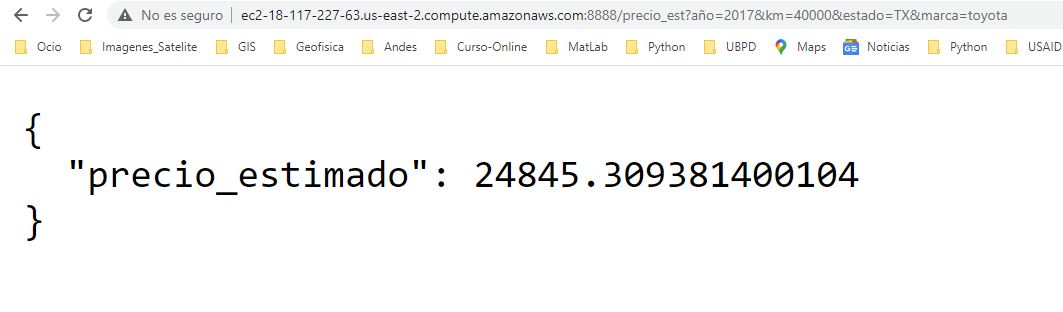 No es seguro | ec2-18-117-227-63.us-east-2.compute.amazonaws.com:8888/precio_est?año=2017&km=40000&estado=TX&marca=toyota
Ocio Imagenes_Satelite GIS Geofisica Andes Curso-Online MatLab Python UBPD Maps Noticias Python USAID
{
"precio_estimado": 24845.309381400104
}